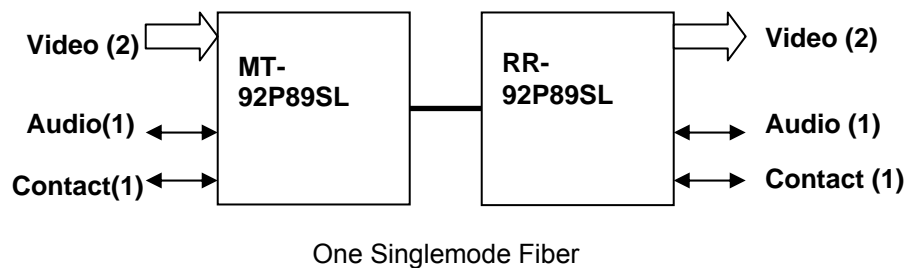 Video (2)
Audio(1)
Contact(1)
MT-
92P89SL
RR-
92P89SL
Video (2)
Audio (1)
Contact (1)
One Singlemode Fiber